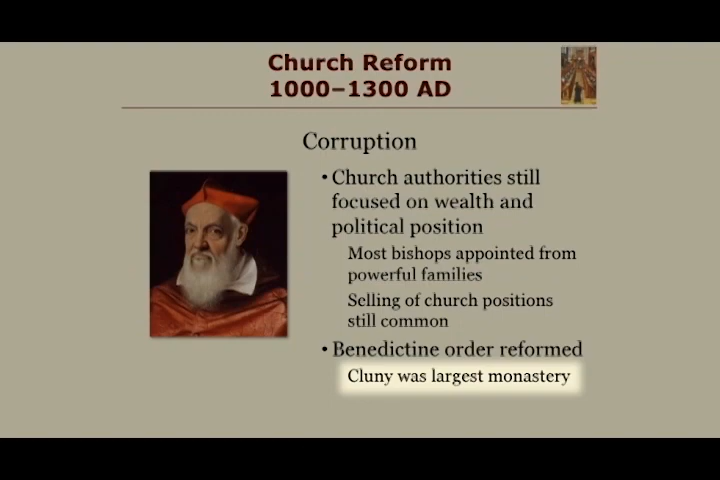 Church Reform
1000–1300 AD
Corruption
• Church authorities still
focused on wealth and
political position
Most bishops appointed from
powerful families
Selling of church positions
still common
• Benedictine order reformed
Cluny was largest monastery